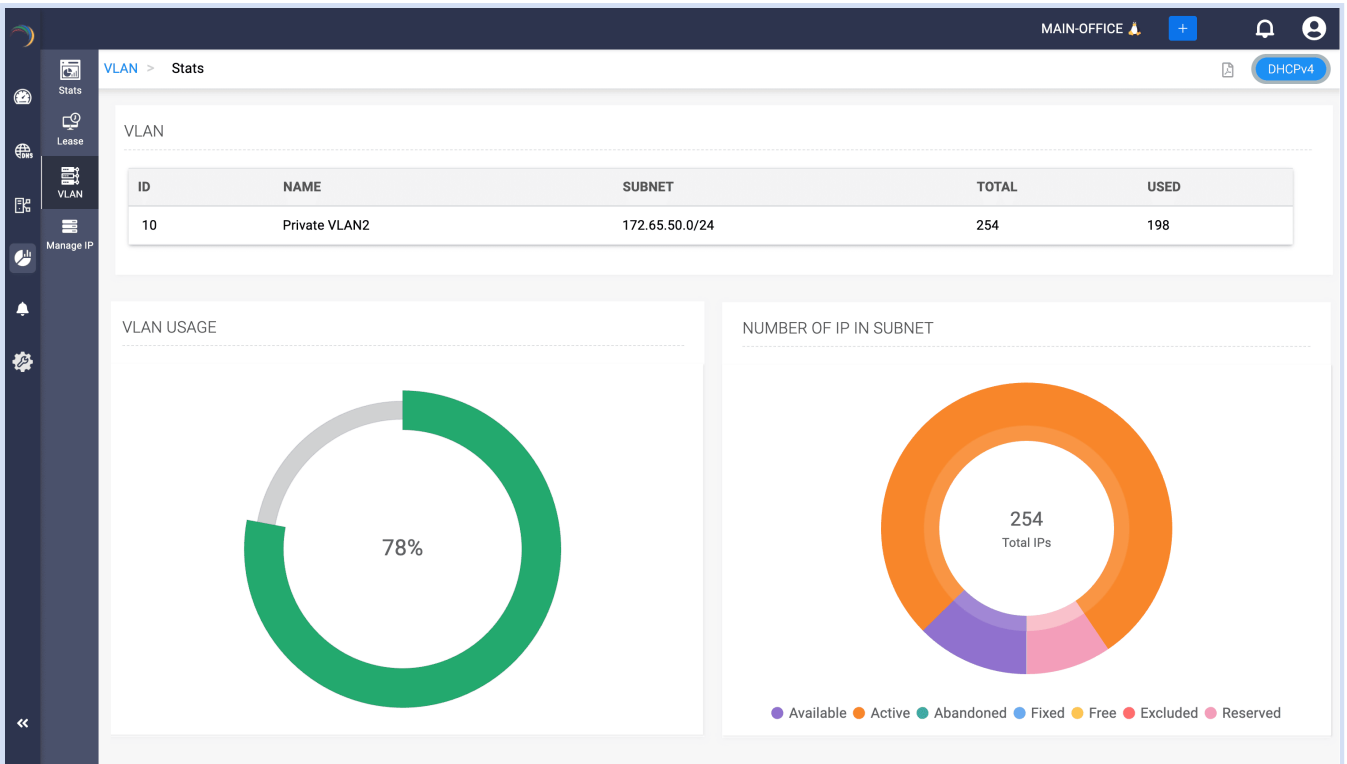 MAIN-OFFICE
+
DNS
Stats
Lease
VLAN
Manage IP
VLAN > Stats
DHCPv4
VLAN
ID NAME SUBNET TOTAL USED
10 Private VLAN2 172.65.50.0/24 254 198
VLAN USAGE
78%
NUMBER OF IP IN SUBNET
254
Total IPs
Available Active Abandoned Fixed Free Excluded Reserved